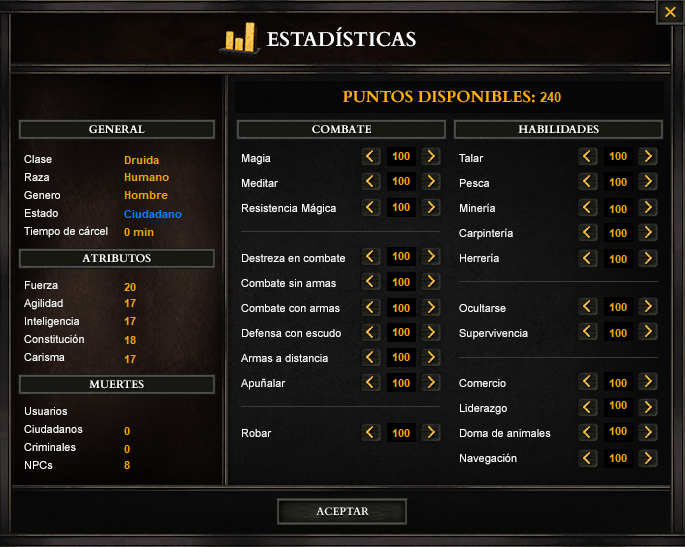 ESTADÍSTICAS
PUNTOS DISPONIBLES: 240
GENERAL
Clase Druida
Raza Humano
Genero Hombre
Estado Ciudadano
Tiempo de cárcel 0 min
ATRIBUTOS
Fuerza 20
Agilidad 17
Inteligencia 17
Constitución 18
Carisma 17
MUERTES
Usuarios
Ciudadanos 0
Criminales 0
NPCs 8
COMBATE
Magia 100
Meditar 100
Resistencia Mágica 100
Destreza en combate 100
Combate sin armas 100
Combate con armas 100
Defensa con escudo 100
Armas a distancia 100
Apuñalar 100
Robar 100
HABILIDADES
Talar 100
Pesca 100
Minería 100
Carpintería 100
Herrería 100
Ocultarse 100
Supervivencia 100
Comercio 100
Liderazgo 100
Doma de animales 100
Navegación 100
ACEPTAR